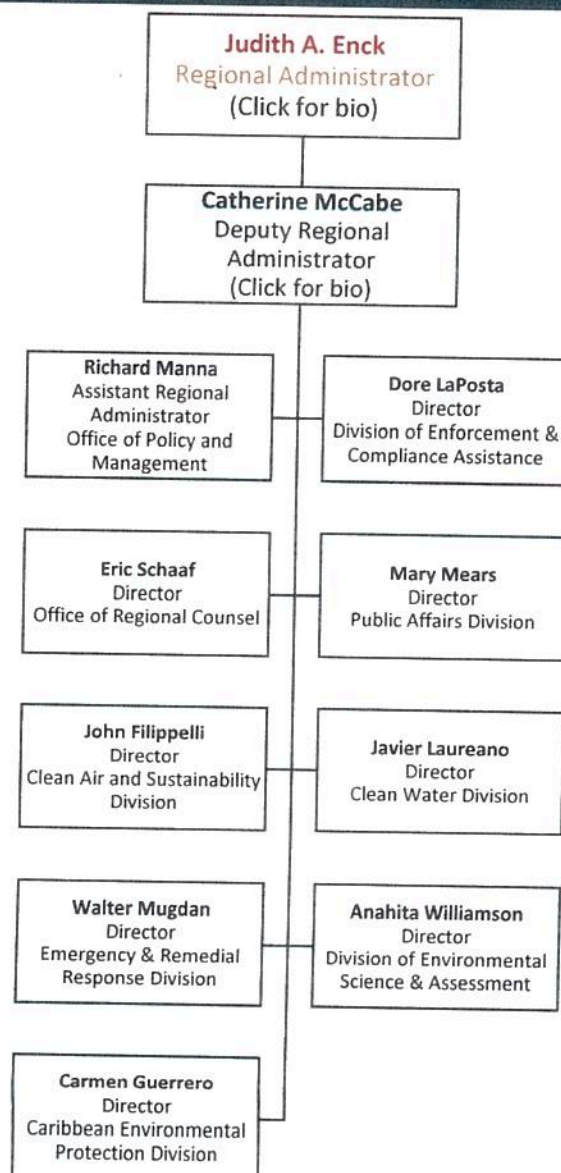 Judith A. Enck
Regional Administrator
(Click for bio)
Catherine McCabe
Deputy Regional
Administrator
(Click for bio)
Richard Manna
Assistant Regional
Administrator
Office of Policy and
Management
Dore LaPosta
Director
Division of Enforcement &
Compliance Assistance
Eric Schaaf
Director
Office of Regional Counsel
Mary Mears
Director
Public Affairs Division
John Filippelli
Director
Clean Air and Sustainability
Division
Javier Laureano
Director
Clean Water Division
Walter Mugdan
Director
Emergency & Remedial
Response Division
Anahita Williamson
Director
Division of Environmental
Science & Assessment
Carmen Guerrero
Director
Caribbean Environmental
Protection Division